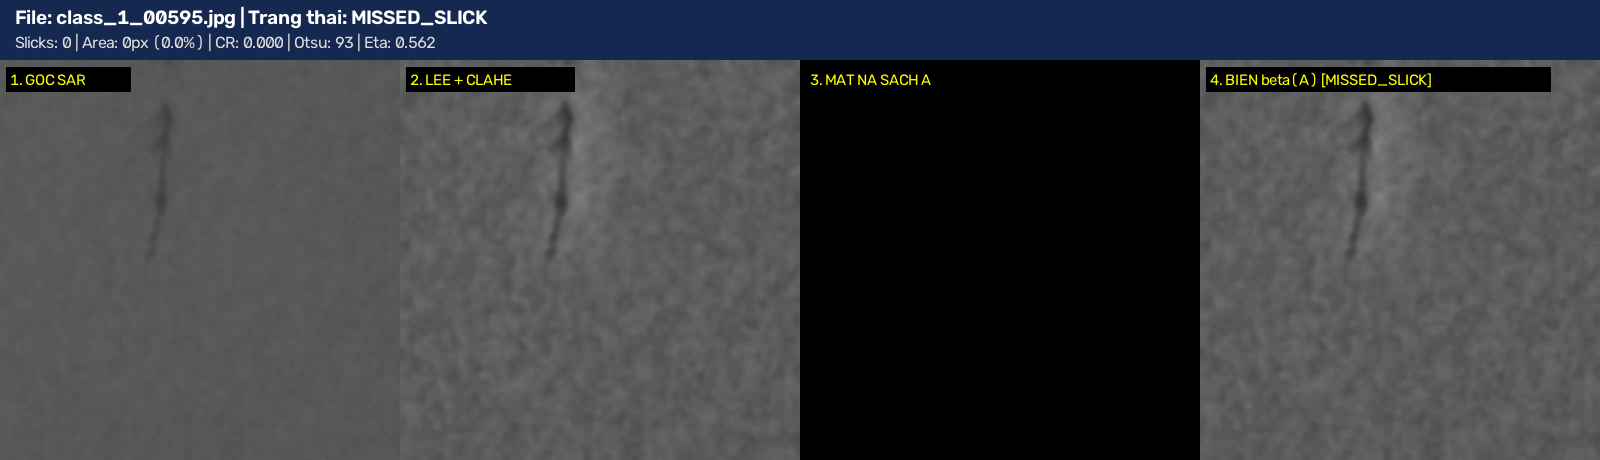 File: class_1_00595.jpg | Trang thai: MISSED_SLICK
Slicks: 0 | Area: 0px (0.0%) | CR: 0.000 | Otsu: 93 | Eta: 0.562
1. GOC SAR
2. LEE + CLAHE
3. MAT NA SACH A
4. BIEN beta(A) [MISSED_SLICK]